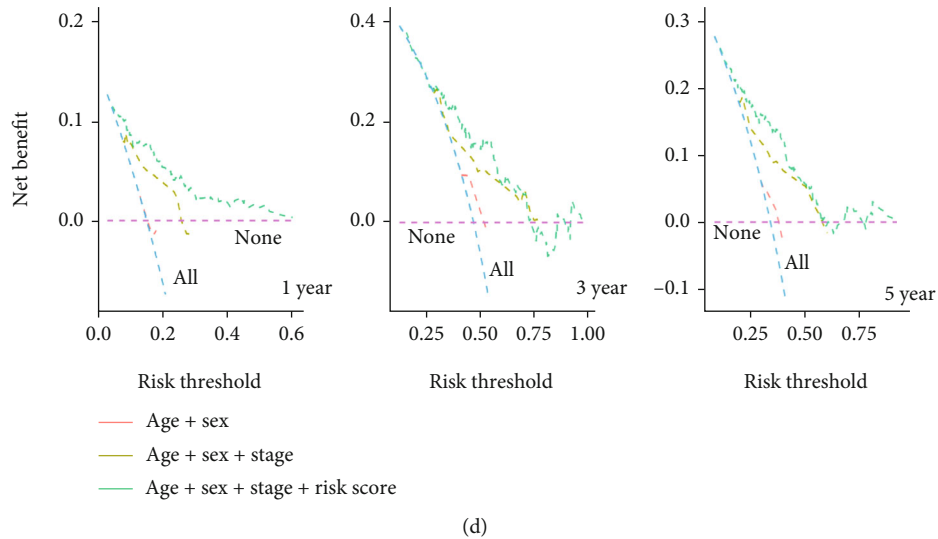 0.2
0.1
0.0
Net benefit
None
All
1 year
0.0 0.2 0.4 0.6
Risk threshold
0.4
0.2
0.0
None
All
3 year
0.25 0.50 0.75 1.00
Risk threshold
0.3
0.2
0.1
0.0
−0.1
None
All
5 year
0.25 0.50 0.75
Risk threshold
Age + sex
Age + sex + stage
Age + sex + stage + risk score
(d)